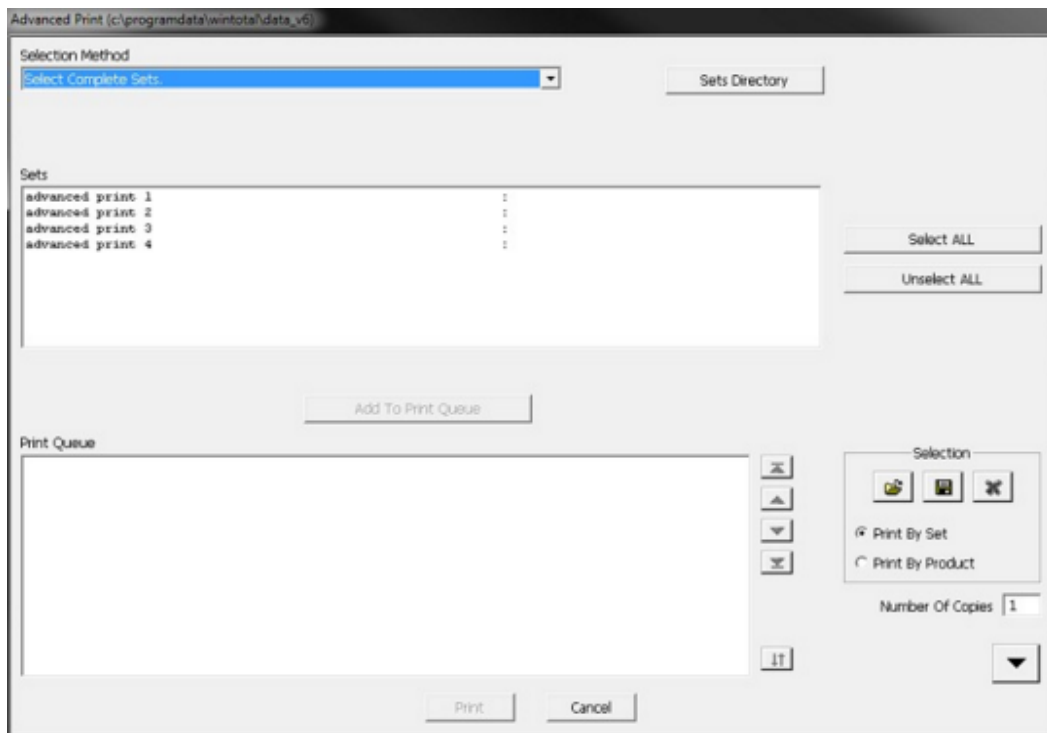 Advanced Print (c:\programdata\wintotal\data_v6)
Selection Method
Select Complete Sets.
Sets Directory
Sets
advanced print 1 :
advanced print 2 :
advanced print 3 :
advanced print 4 :
Select ALL
Unselect ALL
Add To Print Queue
Print Queue
Selection
Print By Set
Print By Product
Number Of Copies 1
Print
Cancel